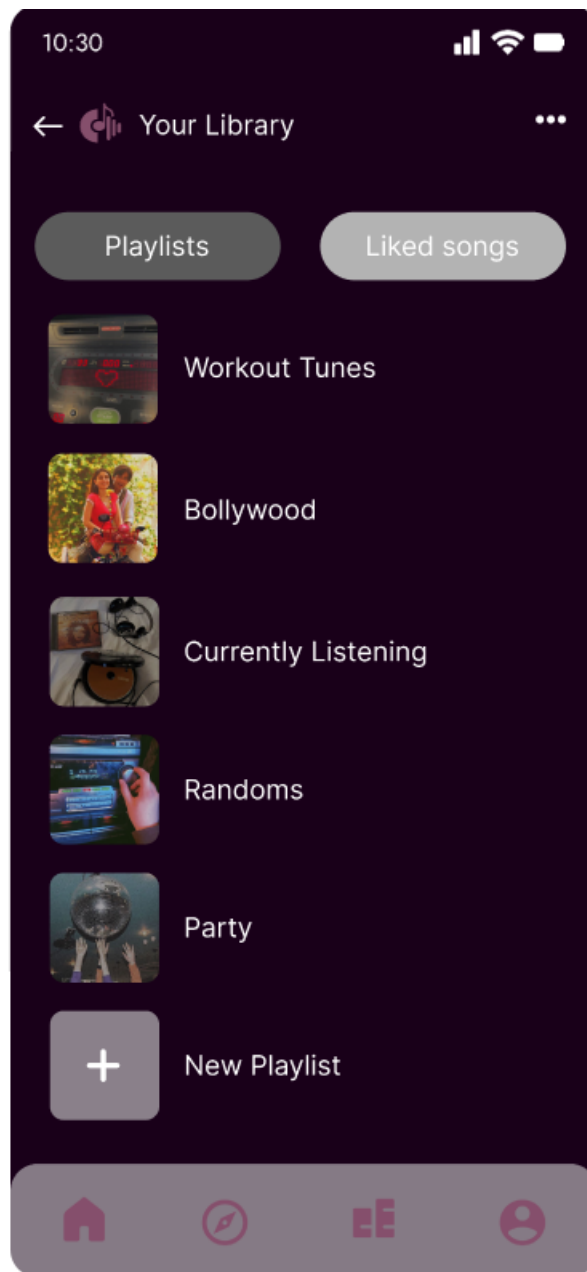 10:30
Your Library
Playlists
Liked songs
Workout Tunes
Bollywood
Currently Listening
Randoms
Party
New Playlist